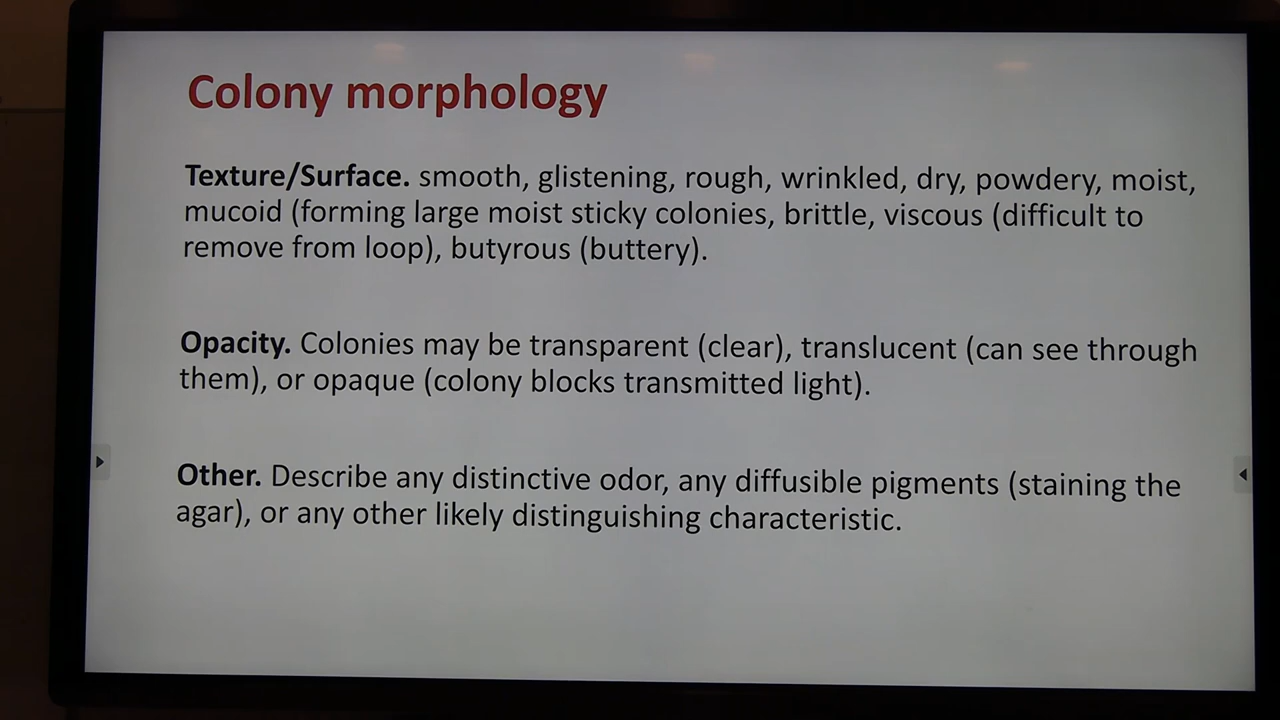 Colony morphology
Texture/Surface. smooth, glistening, rough, wrinkled, dry, powdery, moist,
mucoid (forming large moist sticky colonies, brittle, viscous (difficult to
remove from loop), butyrous (buttery).
Opacity. Colonies may be transparent (clear), translucent (can see through
them), or opaque (colony blocks transmitted light).
Other. Describe any distinctive odor, any diffusible pigments (staining the
agar), or any other likely distinguishing characteristic.